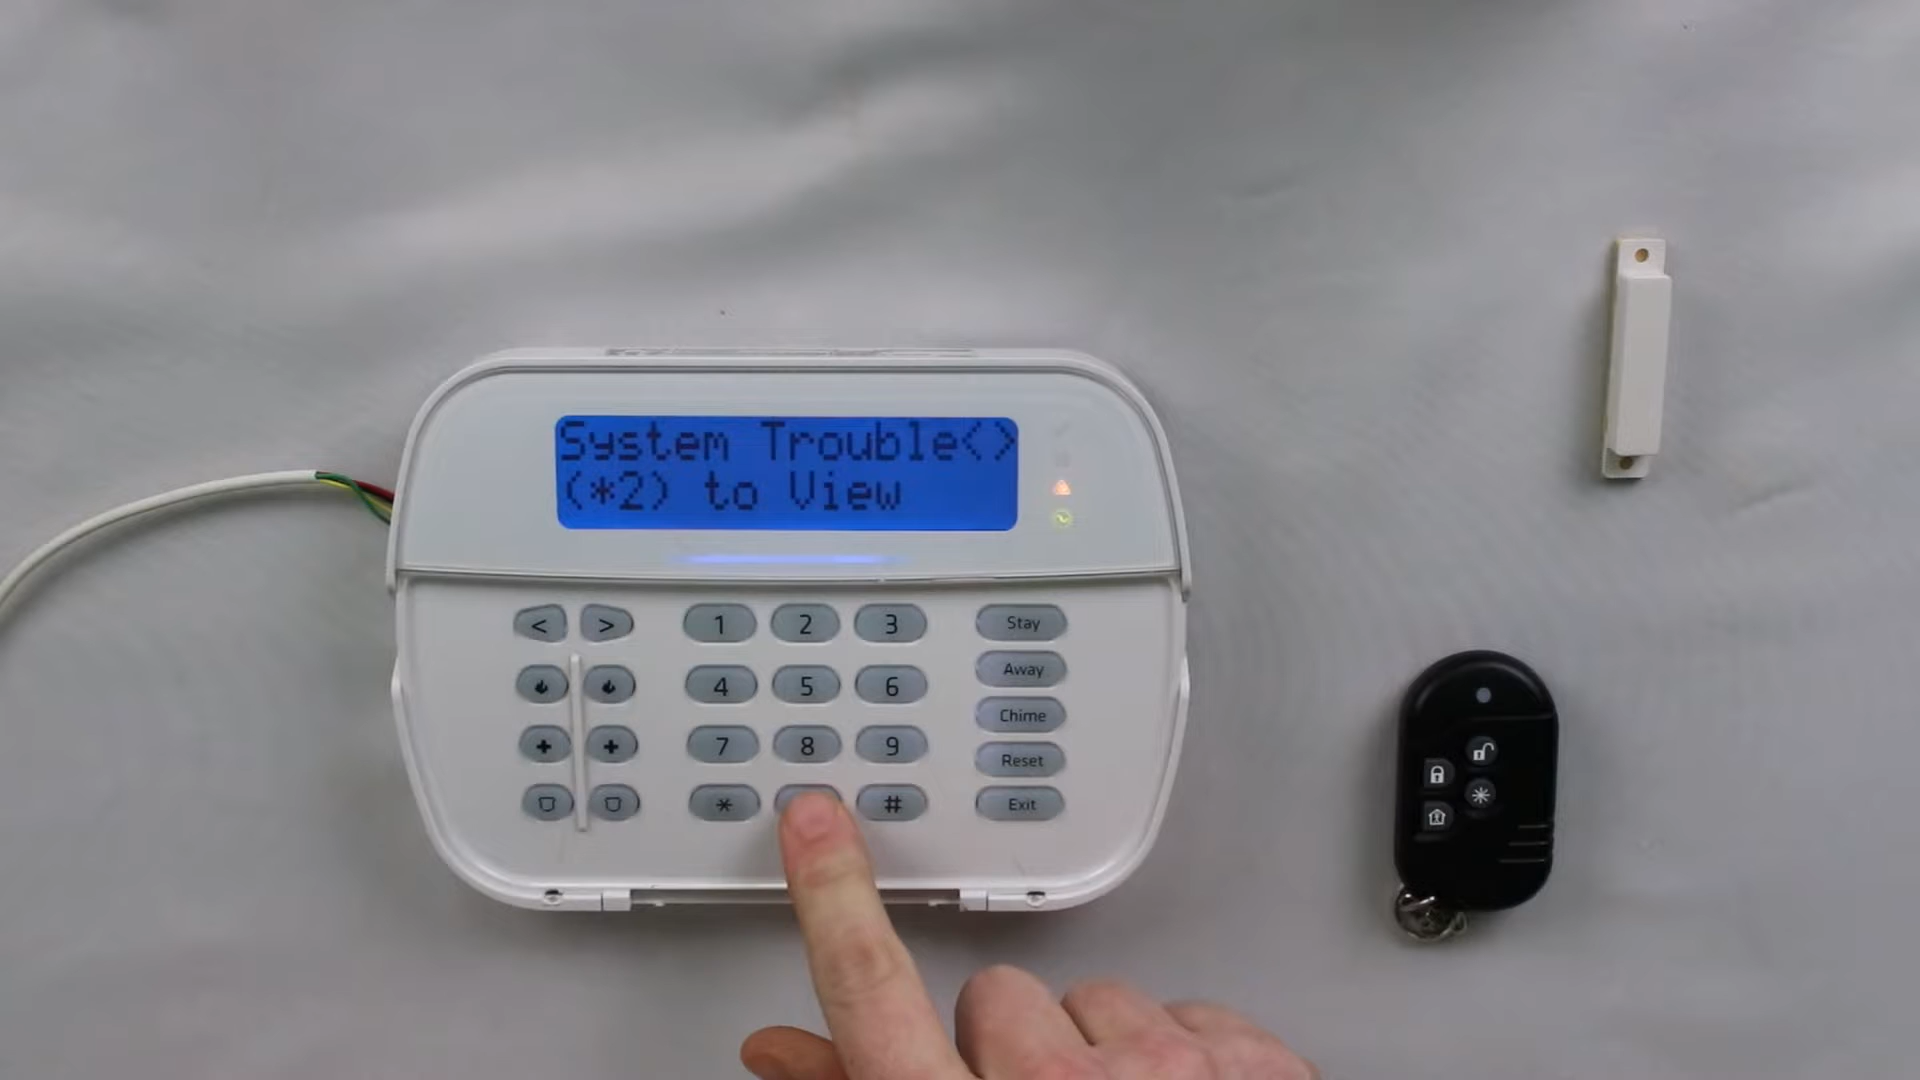 System Trouble<>
(*2) to View
< > 1 2 3 Stay
4 5 6 Away
7 8 9 Chime
Reset
* # Exit